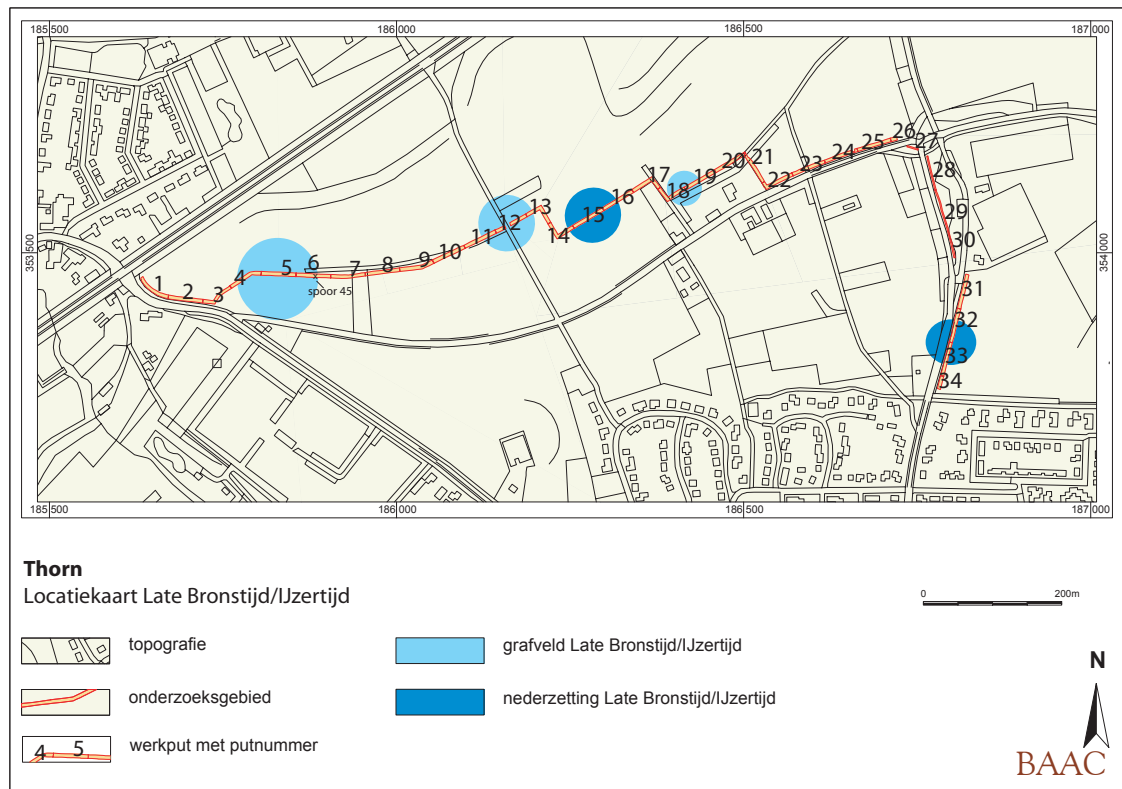 185 500 186 000 186 500 187 000
353 500
354 000
1 2 3 4 5 6 7 8 9 10 11 12 13 14 15 16 17 18 19 20 21 22 23 24 25 26 27 28 29 30 31 32 33 34
spoor 45
185 500 186 000 186 500 187 000
Thorn
Locatiekaart Late Bronstijd/IJzertijd
0 200m
topografie
grafveld Late Bronstijd/IJzertijd
onderzoeksgebied
nederzetting Late Bronstijd/IJzertijd
4 5 werkput met putnummer
N
BAAC